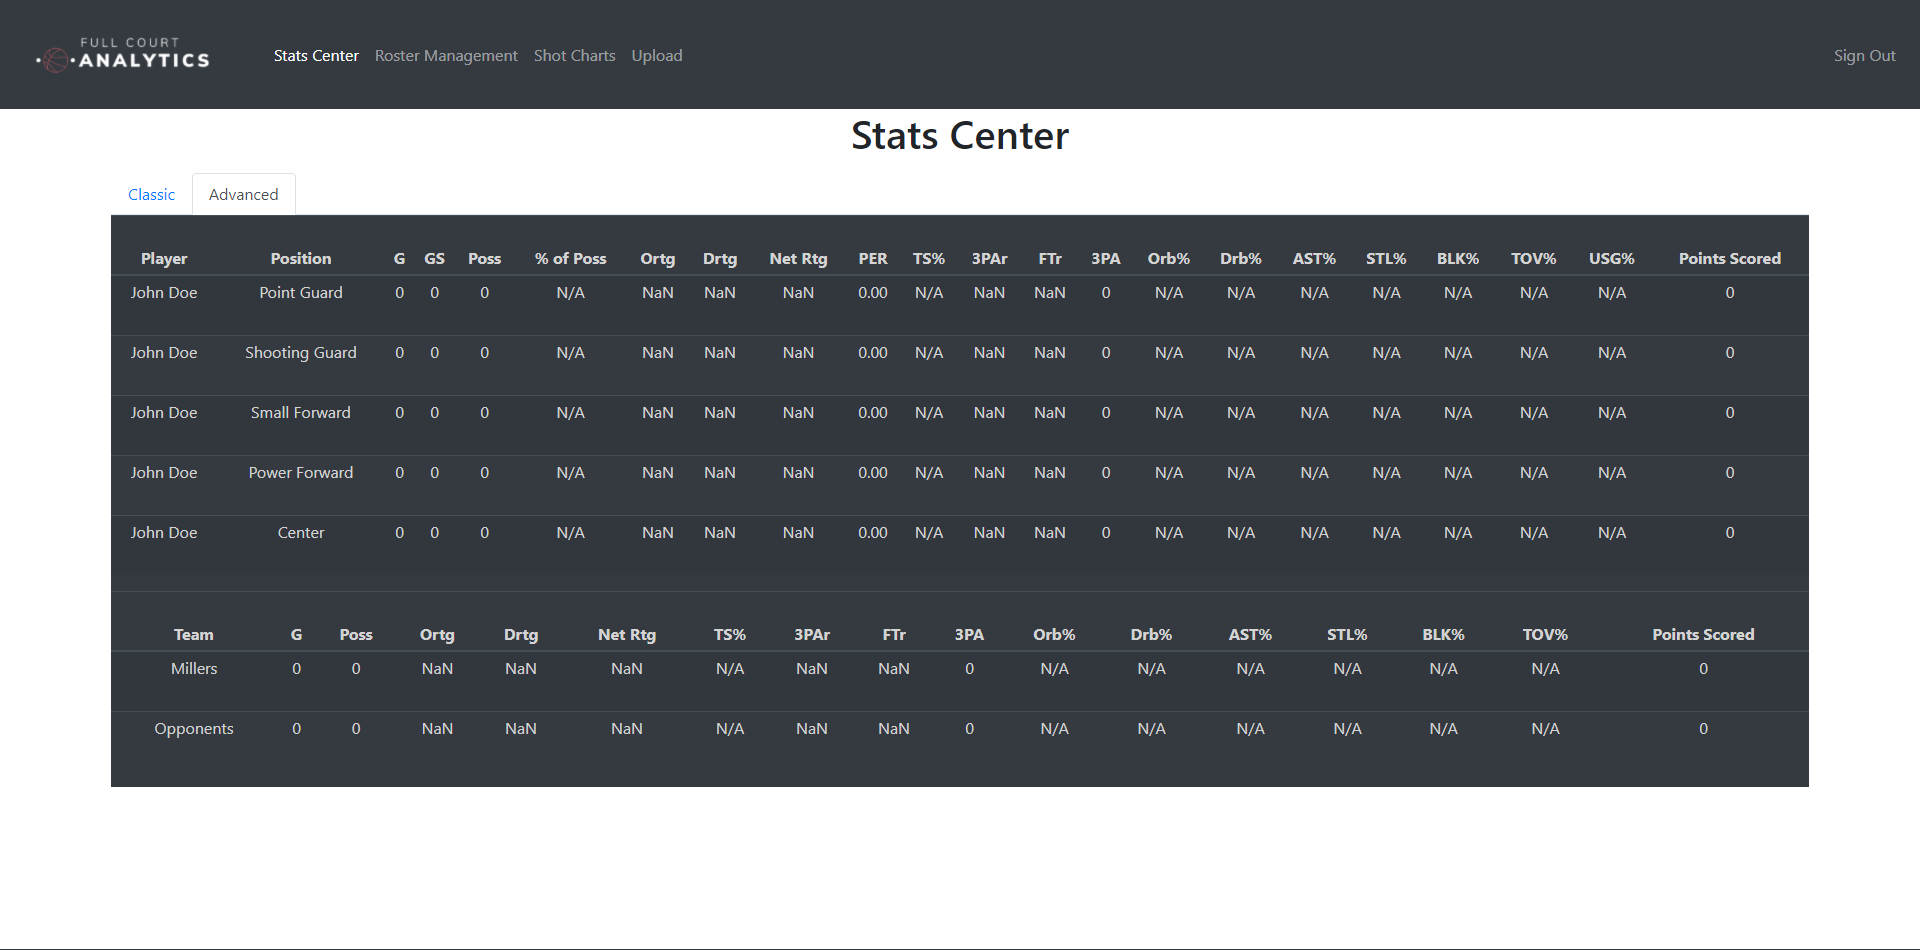 FULL COURT
ANALYTICS
Stats Center Roster Management Shot Charts Upload Sign Out
Stats Center
Classic Advanced
Player Position G GS Poss % of Poss Ortg Drtg Net Rtg PER TS% 3PAr FTr 3PA Orb% Drb% AST% STL% BLK% TOV% USG% Points Scored
John Doe Point Guard 0 0 0 N/A NaN NaN NaN 0.00 N/A NaN NaN 0 N/A N/A N/A N/A N/A N/A N/A 0
John Doe Shooting Guard 0 0 0 N/A NaN NaN NaN 0.00 N/A NaN NaN 0 N/A N/A N/A N/A N/A N/A N/A 0
John Doe Small Forward 0 0 0 N/A NaN NaN NaN 0.00 N/A NaN NaN 0 N/A N/A N/A N/A N/A N/A N/A 0
John Doe Power Forward 0 0 0 N/A NaN NaN NaN 0.00 N/A NaN NaN 0 N/A N/A N/A N/A N/A N/A N/A 0
John Doe Center 0 0 0 N/A NaN NaN NaN 0.00 N/A NaN NaN 0 N/A N/A N/A N/A N/A N/A N/A 0
Team G Poss Ortg Drtg Net Rtg TS% 3PAr FTr 3PA Orb% Drb% AST% STL% BLK% TOV% Points Scored
Millers 0 0 NaN NaN NaN N/A NaN NaN 0 N/A N/A N/A N/A N/A N/A 0
Opponents 0 0 NaN NaN NaN N/A NaN NaN 0 N/A N/A N/A N/A N/A N/A 0